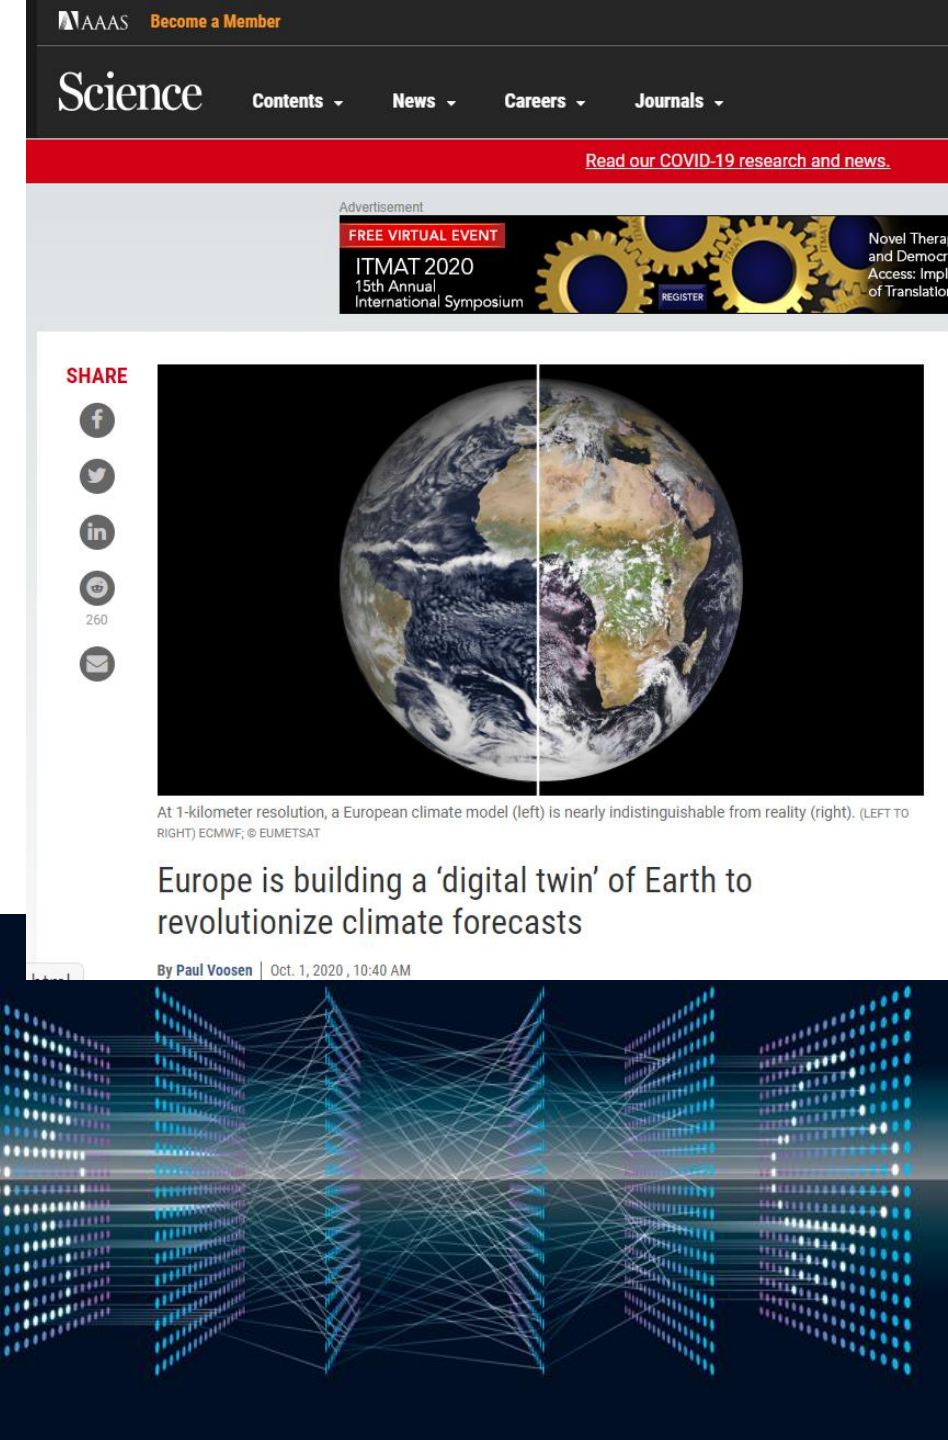 AAAS Become a Member
Science Contents News Careers Journals
Read our COVID-19 research and news.
Advertisement
FREE VIRTUAL EVENT
ITMAT 2020
15th Annual
International Symposium
REGISTER
Novel Thera
and Democr
Access: Impl
of Translation
SHARE
260
At 1-kilometer resolution, a European climate model (left) is nearly indistinguishable from reality (right). (LEFT TO
RIGHT) ECMWF; © EUMETSAT
Europe is building a ‘digital twin’ of Earth to
revolutionize climate forecasts
By Paul Voosen | Oct. 1, 2020 , 10:40 AM